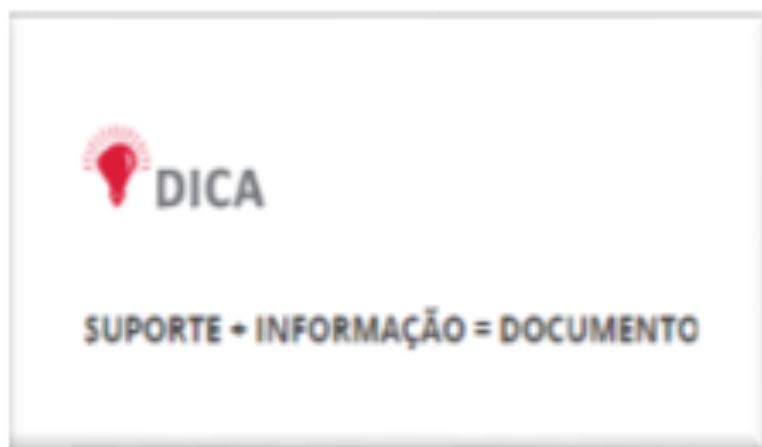 DICA
SUPORTE + INFORMAÇÃO = DOCUMENTO